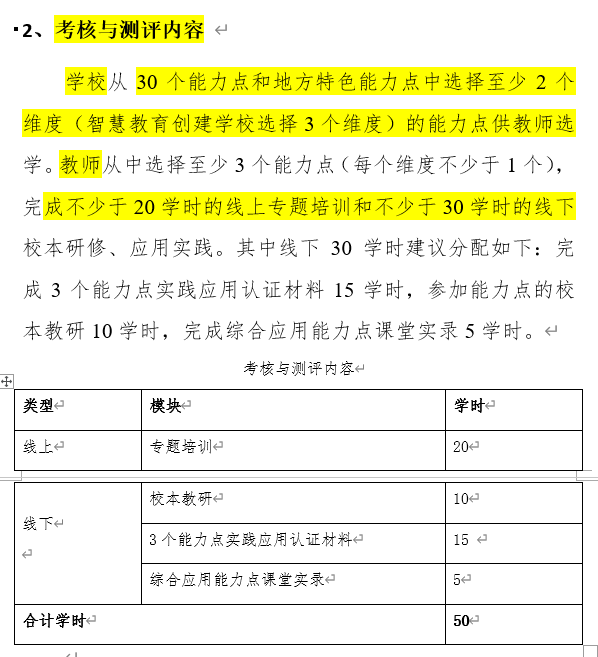 2、考核与测评内容
学校从 30 个能力点和地方特色能力点中选择至少 2 个
维度（智慧教育创建学校选择 3 个维度）的能力点供教师选
学。教师从中选择至少 3 个能力点（每个维度不少于 1 个），
完成不少于 20 学时的线上专题培训和不少于 30 学时的线下
校本研修、应用实践。其中线下 30 学时建议分配如下：完
成 3 个能力点实践应用认证材料 15 学时，参加能力点的校
本教研 10 学时，完成综合应用能力点课堂实录 5 学时。
考核与测评内容
类型 模块 学时
线上 专题培训 20
线下 校本教研 10
3 个能力点实践应用认证材料 15
综合应用能力点课堂实录 5
合计学时 50